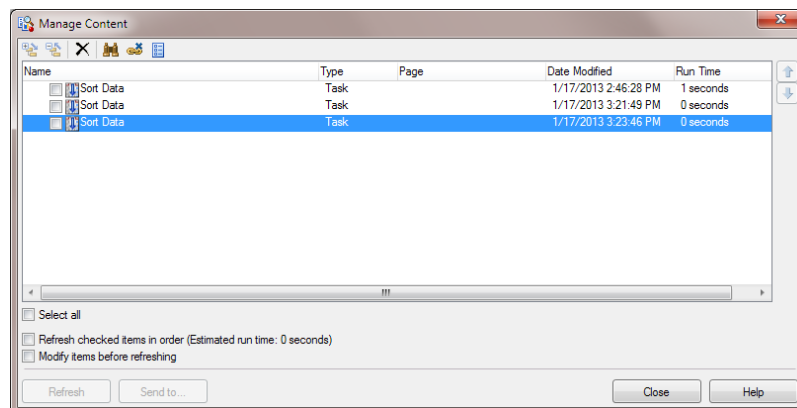 Manage Content
Name Type Page Date Modified Run Time
Sort Data Task 1/17/2013 2:46:28 PM 1 seconds
Sort Data Task 1/17/2013 3:21:49 PM 0 seconds
Sort Data Task 1/17/2013 3:23:46 PM 0 seconds
Select all
Refresh checked items in order (Estimated run time: 0 seconds)
Modify items before refreshing
Refresh Send to... Close Help